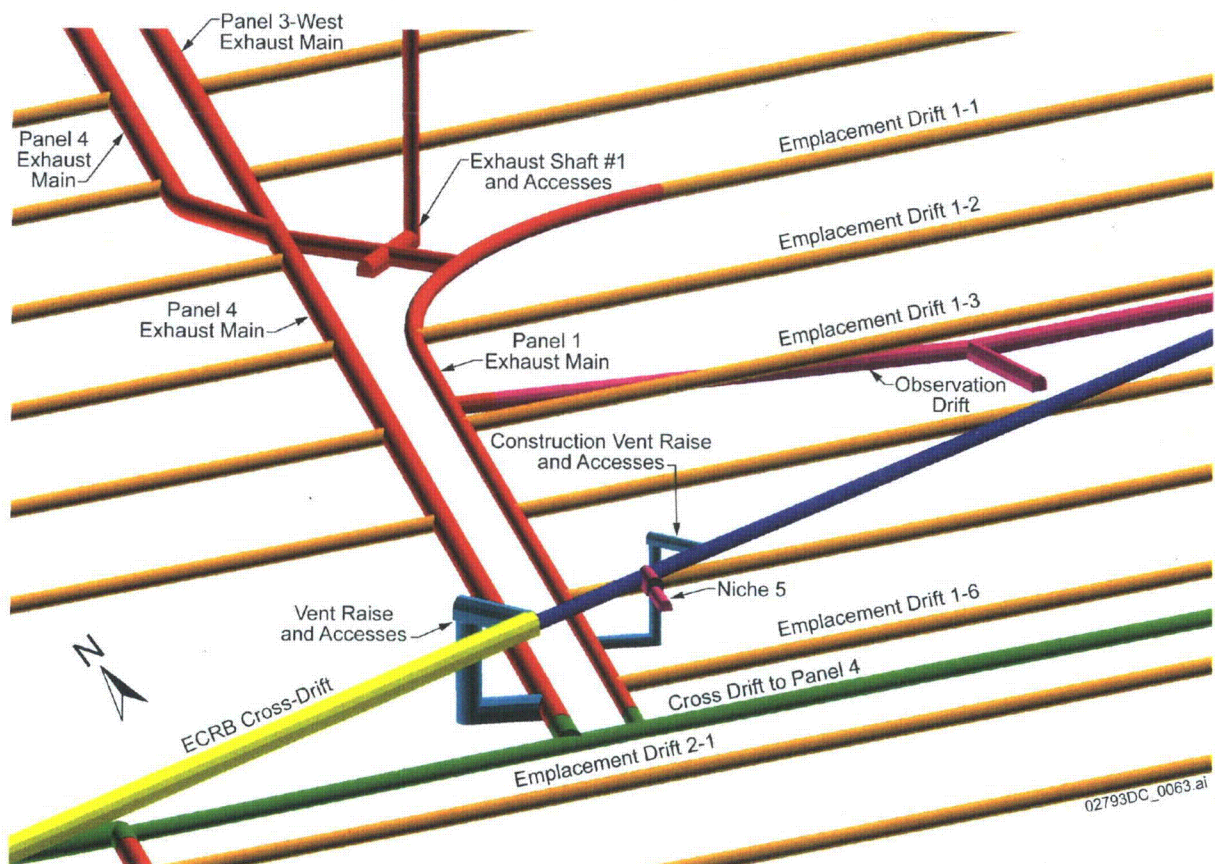 Panel 3-West
Exhaust Main
Panel 4
Exhaust
Main
Exhaust Shaft #1
and Accesses
Emplacement Drift 1-1
Emplacement Drift 1-2
Panel 4
Exhaust Main
Panel 1
Exhaust Main
Emplacement Drift 1-3
Observation
Drift
Construction Vent Raise
and Accesses
Niche 5
Vent Raise
and Accesses
Emplacement Drift 1-6
N
ECRB Cross-Drift
Cross Drift to Panel 4
Emplacement Drift 2-1
02793DC_0063.ai